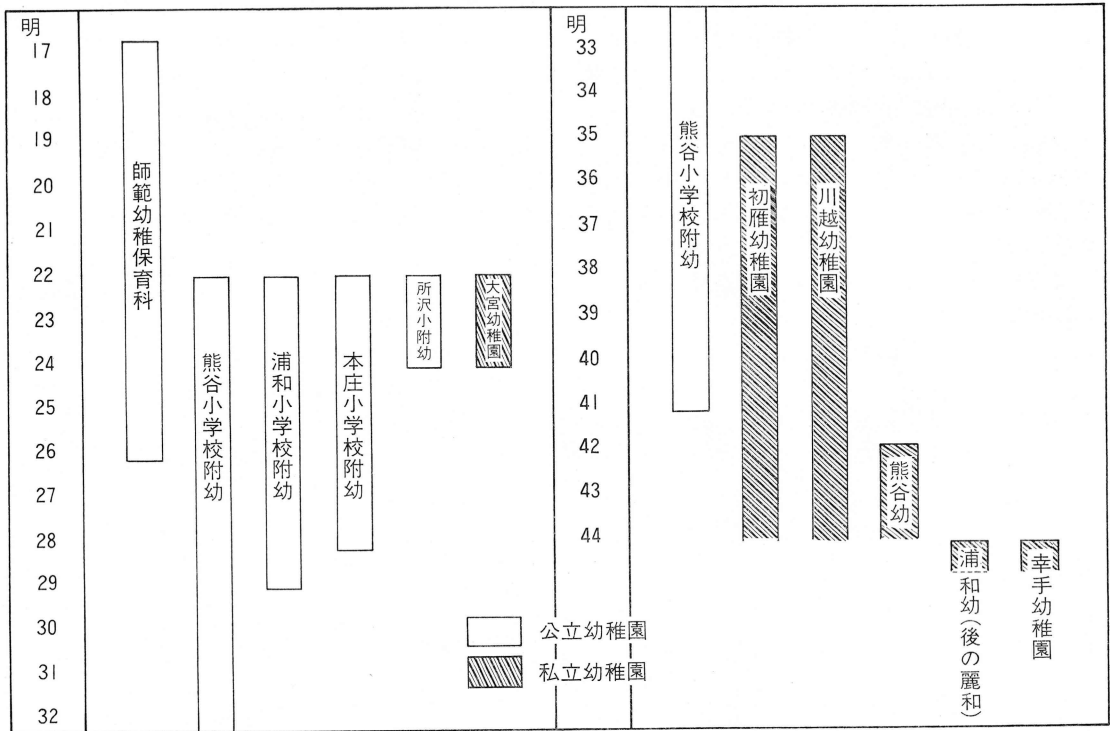 明
17
18
19
20
21
22
23
24
25
26
27
28
29
30
31
32
師範幼稚保育科
熊谷小学校附幼
浦和小学校附幼
本庄小学校附幼
所沢小附幼
大宮幼稚園
公立幼稚園
私立幼稚園
明
33
34
35
36
37
38
39
40
41
42
43
44
熊谷小学校附幼
初雁幼稚園
川越幼稚園
熊谷幼
浦和幼(後の麗和)
幸手幼稚園